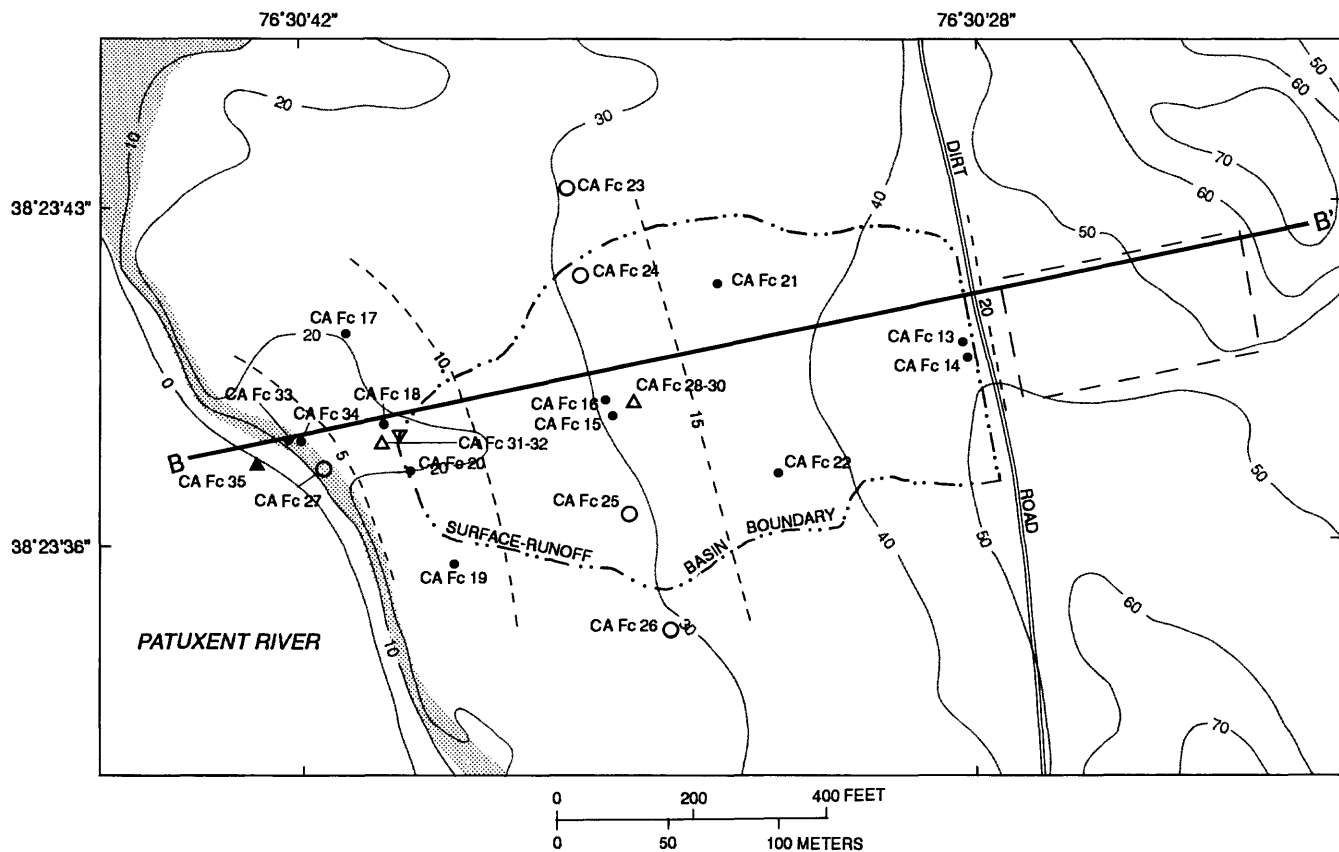 76°30'42"
76°30'28"
50
60
20
10
30
70
DIRT
60
CA Fc 23
38°23'43"
40
B'
50
CA Fc 24
CA Fc 21
20
CA Fc 17
20
10
CA Fc 13
CA Fc 14
0
CA Fc 28-30
CA Fc 33
CA Fc 18
CA Fc 34
CA Fc 16
CA Fc 15
15
CA Fc 31-32
B
5
CA Fc 20
20
CA Fc 22
50
CA Fc 35
CA Fc 27
CA Fc 25
ROAD
BOUNDARY
SURFACE-RUNOFF
40
50
38°23'36"
BASIN
CA Fc 19
60
CA Fc 26
30
PATUXENT RIVER
10
70
0 200 400 FEET
0 50 100 METERS